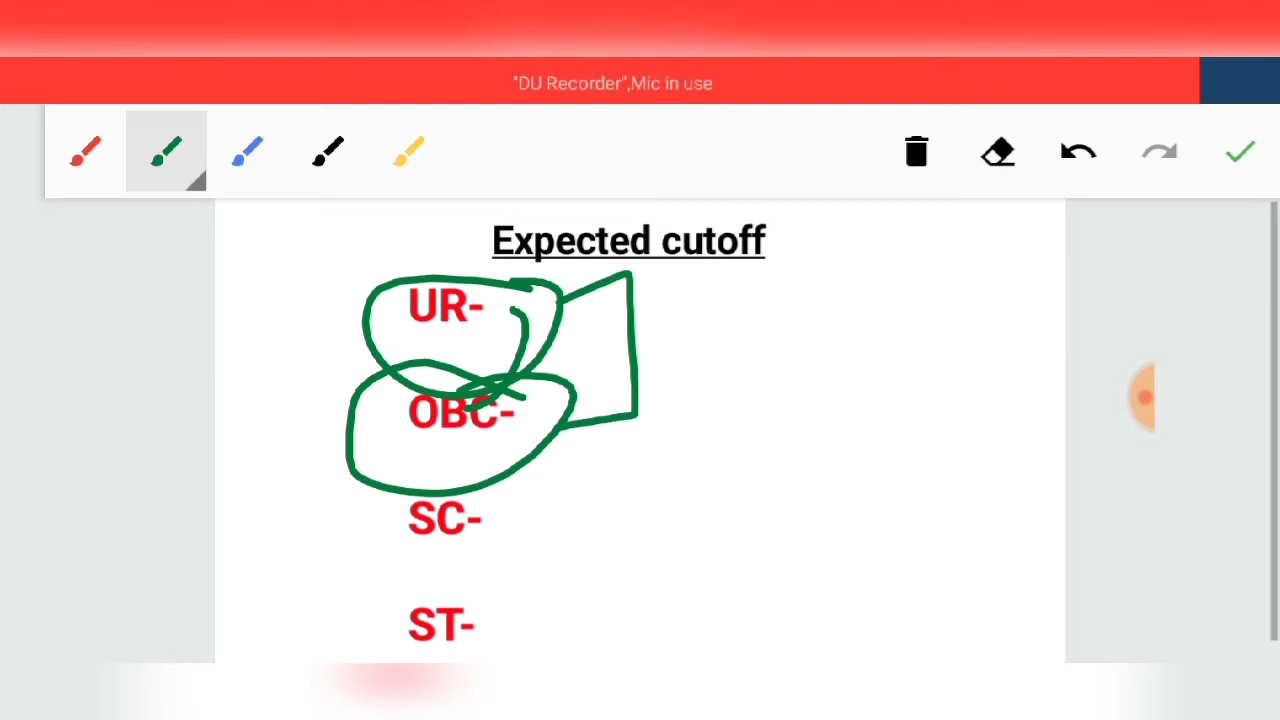 "DU Recorder",Mic in use
Expected cutoff
UR-
OBC-
SC-
ST-